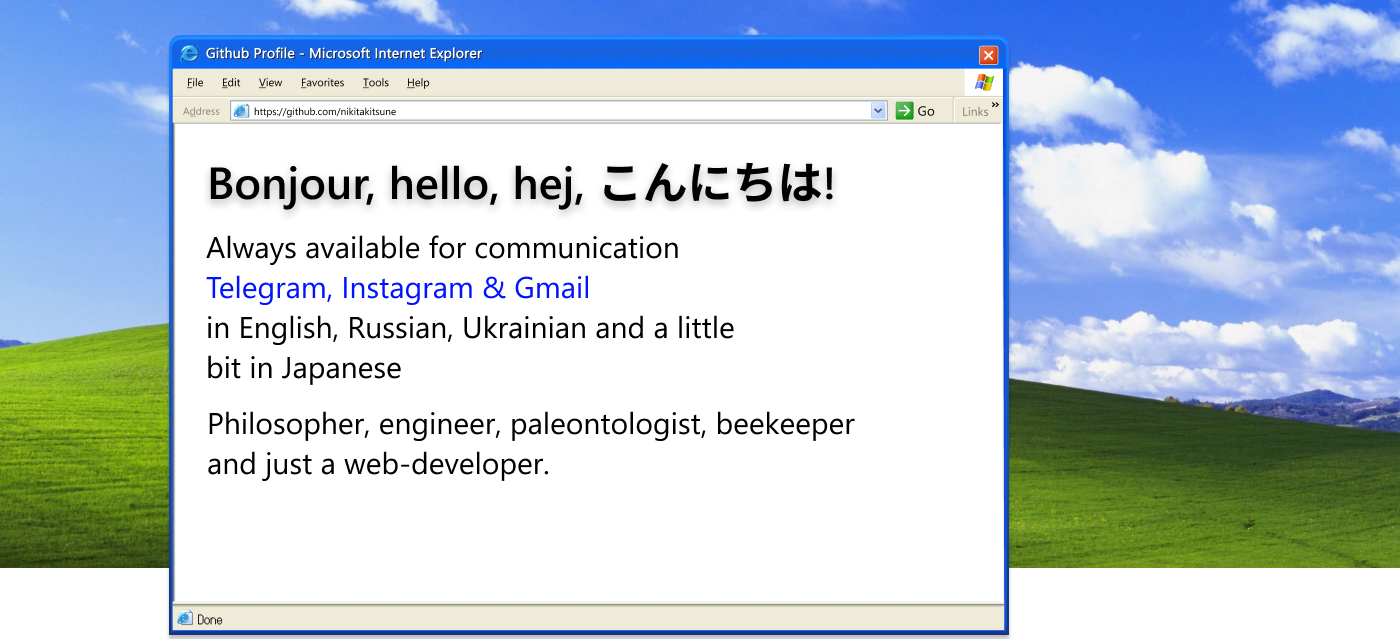 Github Profile - Microsoft Internet Explorer
File Edit View Favorites Tools Help
Address https://github.com/nikitakitsune Go Links »
Bonjour, hello, hej, こんにちは!
Always available for communication
Telegram, Instagram & Gmail
in English, Russian, Ukrainian and a little
bit in Japanese
Philosopher, engineer, paleontologist, beekeeper
and just a web-developer.
Done